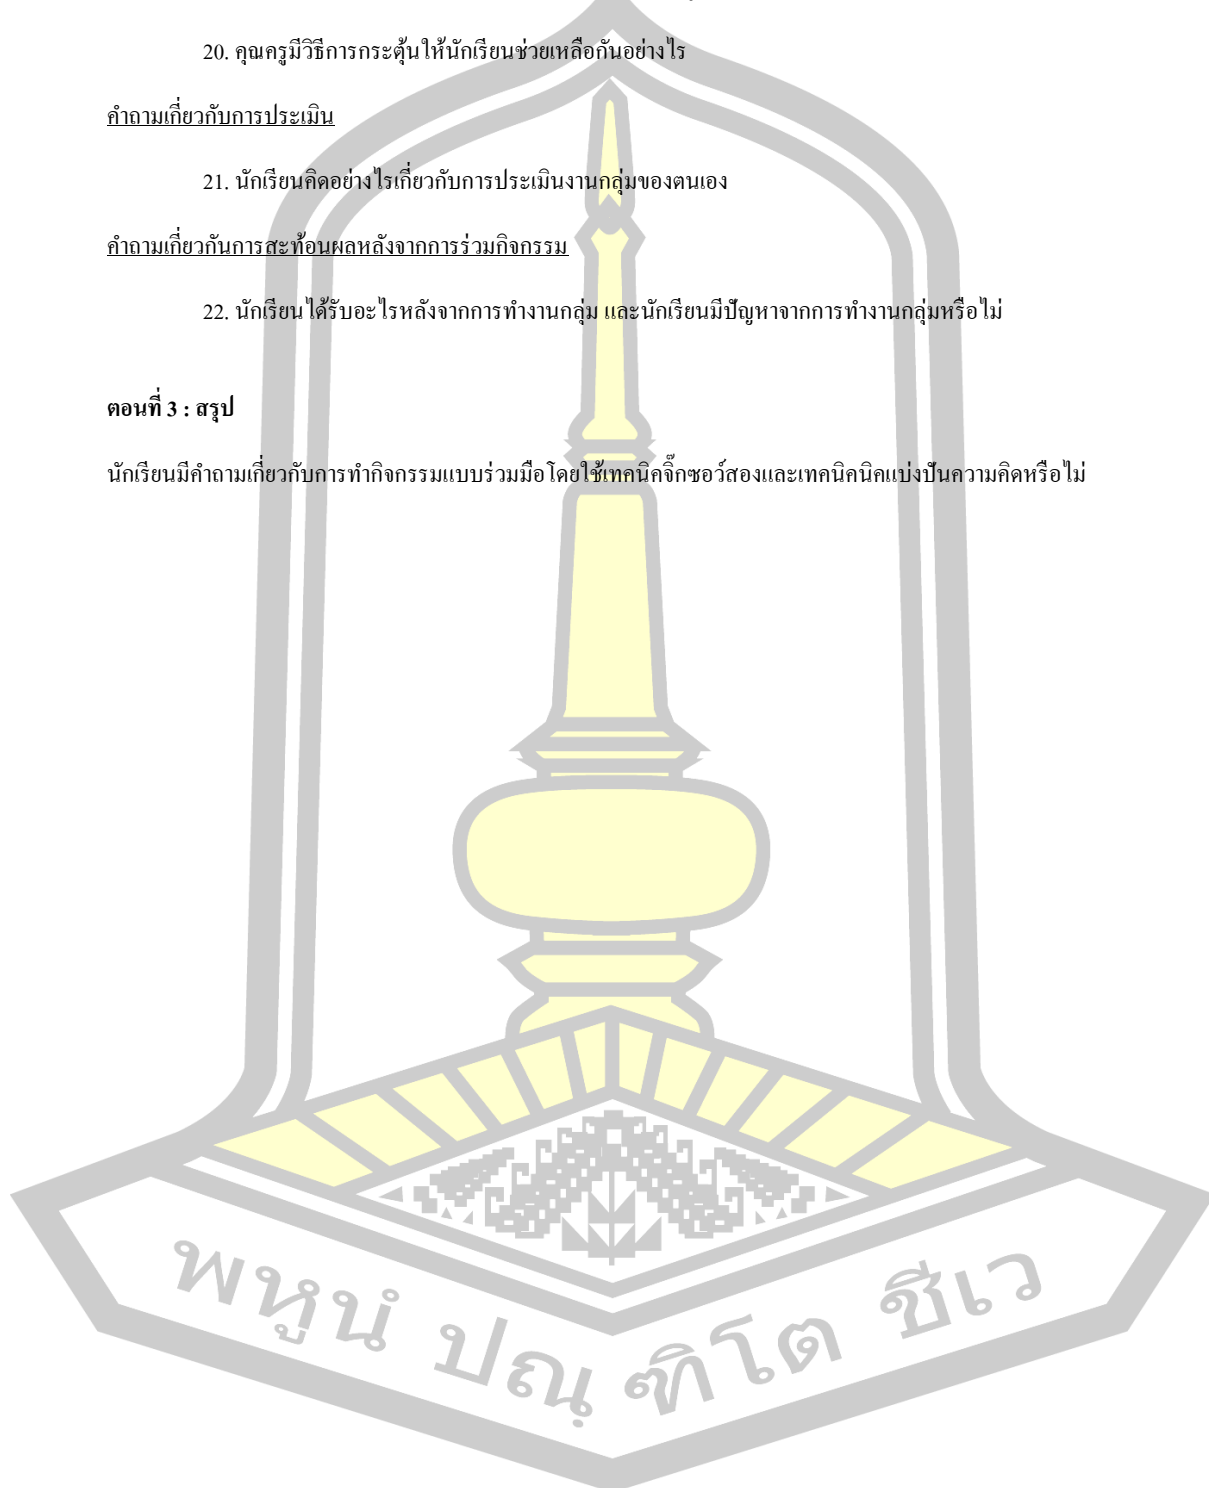 20. คุณครูมีวิธีการกระตุ้นให้นักเรียนช่วยเหลือกันอย่างไร
คำถามเกี่ยวกับการประเมิน
21. นักเรียนคิดอย่างไรเกี่ยวกับการประเมินงานกลุ่มของตนเอง
คำถามเกี่ยวกันการสะท้อนผลหลังจากการร่วมกิจกรรม
22. นักเรียนได้รับอะไรหลังจากการทำงานกลุ่ม และนักเรียนมีปัญหาจากการทำงานกลุ่มหรือไม่
ตอนที่ 3 : สรุป
นักเรียนมีคำถามเกี่ยวกับการทำกิจกรรมแบบร่วมมือโดยใช้เทคนิคจิ๊กซอว์สองและเทคนิคนิคแบ่งปันความคิดหรือไม่
พหูนํ ปณฺฑิโต ชีเว